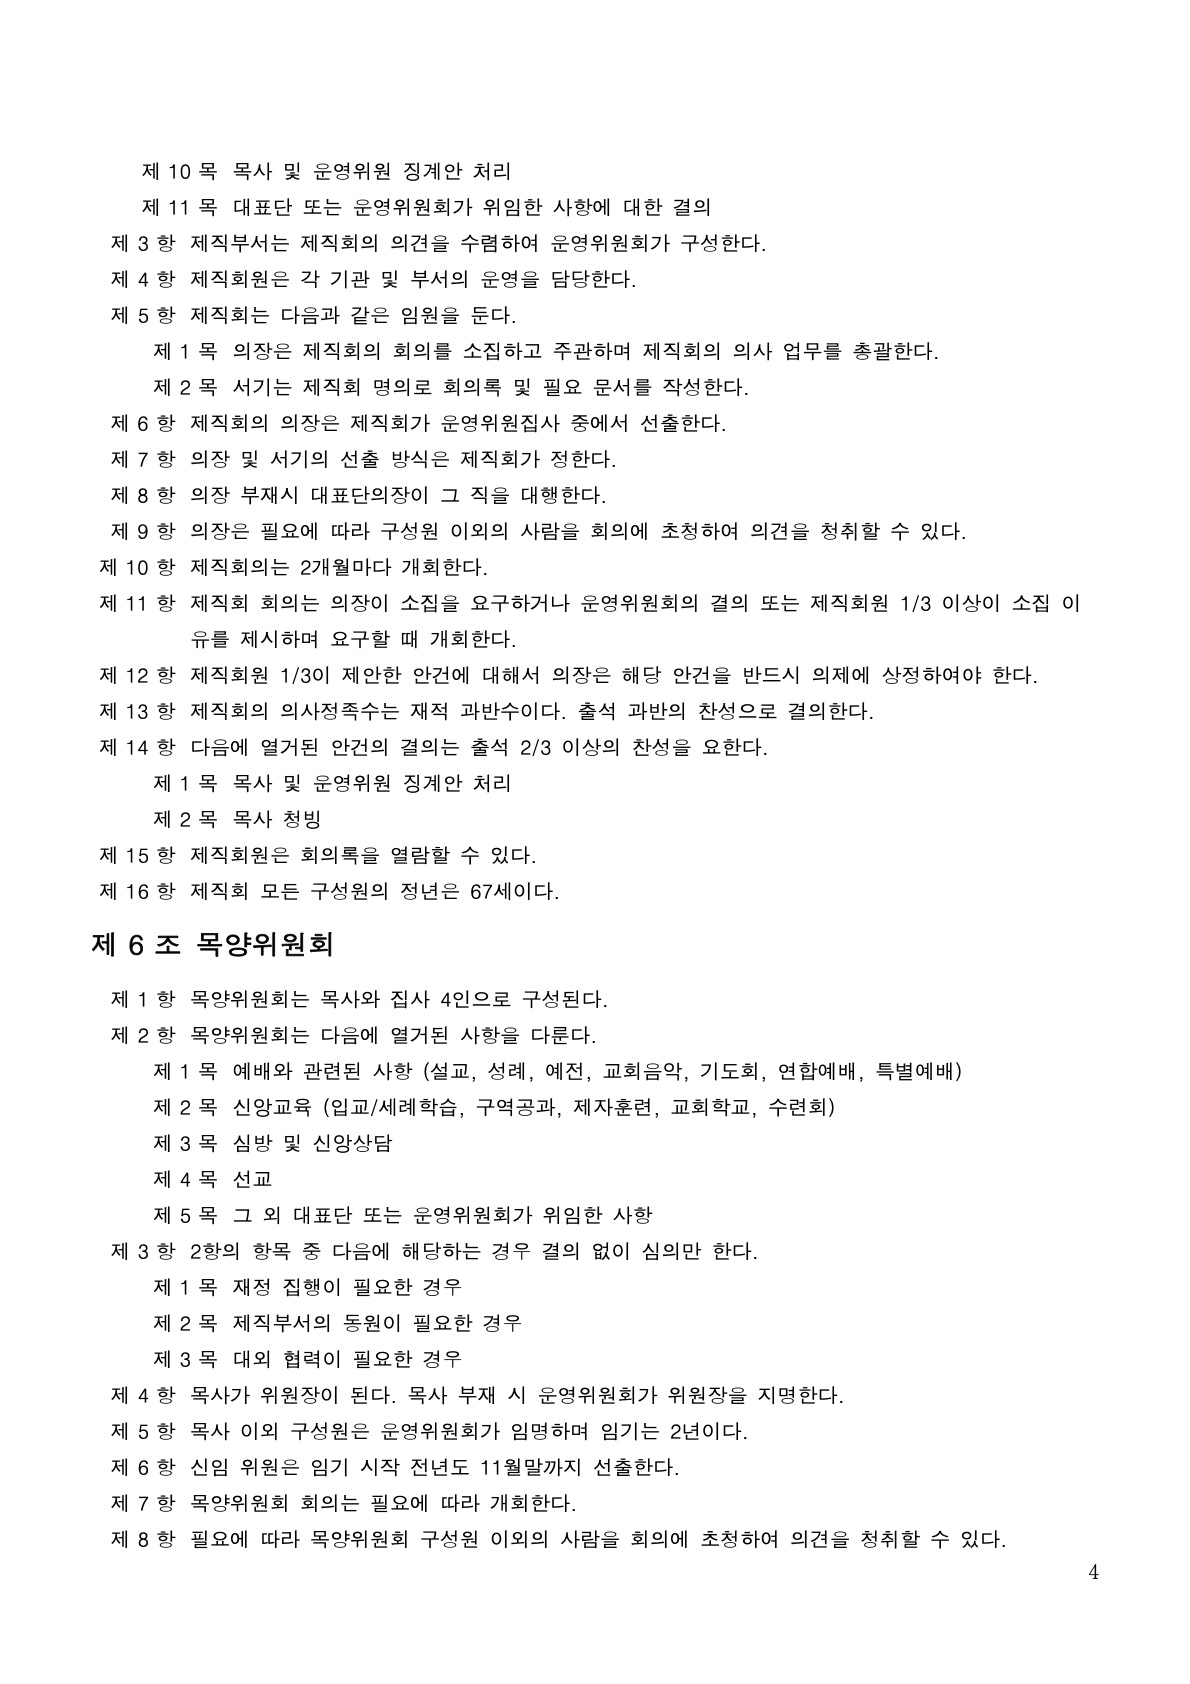 제 10 목 목사 및 운영위원 징계안 처리
제 11 목 대표단 또는 운영위원회가 위임한 사항에 대한 결의
제 3 항 제직부서는 제직회의 의견을 수렴하여 운영위원회가 구성한다.
제 4 항 제직회원은 각 기관 및 부서의 운영을 담당한다.
제 5 항 제직회는 다음과 같은 임원을 둔다.
제 1 목 의장은 제직회의 회의를 소집하고 주관하며 제직회의 의사 업무를 총괄한다.
제 2 목 서기는 제직회 명의로 회의록 및 필요 문서를 작성한다.
제 6 항 제직회의 의장은 제직회가 운영위원집사 중에서 선출한다.
제 7 항 의장 및 서기의 선출 방식은 제직회가 정한다.
제 8 항 의장 부재시 대표단의장이 그 직을 대행한다.
제 9 항 의장은 필요에 따라 구성원 이외의 사람을 회의에 초청하여 의견을 청취할 수 있다.
제 10 항 제직회의는 2개월마다 개회한다.
제 11 항 제직회 회의는 의장이 소집을 요구하거나 운영위원회의 결의 또는 제직회원 1/3 이상이 소집 이
유를 제시하며 요구할 때 개회한다.
제 12 항 제직회원 1/3이 제안한 안건에 대해서 의장은 해당 안건을 반드시 의제에 상정하여야 한다.
제 13 항 제직회의 의사정족수는 재적 과반수이다. 출석 과반의 찬성으로 결의한다.
제 14 항 다음에 열거된 안건의 결의는 출석 2/3 이상의 찬성을 요한다.
제 1 목 목사 및 운영위원 징계안 처리
제 2 목 목사 청빙
제 15 항 제직회원은 회의록을 열람할 수 있다.
제 16 항 제직회 모든 구성원의 정년은 67세이다.
제 6 조 목양위원회
제 1 항 목양위원회는 목사와 집사 4인으로 구성된다.
제 2 항 목양위원회는 다음에 열거된 사항을 다룬다.
제 1 목 예배와 관련된 사항 (설교, 성례, 예전, 교회음악, 기도회, 연합예배, 특별예배)
제 2 목 신앙교육 (입교/세례학습, 구역공과, 제자훈련, 교회학교, 수련회)
제 3 목 심방 및 신앙상담
제 4 목 선교
제 5 목 그 외 대표단 또는 운영위원회가 위임한 사항
제 3 항 2항의 항목 중 다음에 해당하는 경우 결의 없이 심의만 한다.
제 1 목 재정 집행이 필요한 경우
제 2 목 제직부서의 동원이 필요한 경우
제 3 목 대외 협력이 필요한 경우
제 4 항 목사가 위원장이 된다. 목사 부재 시 운영위원회가 위원장을 지명한다.
제 5 항 목사 이외 구성원은 운영위원회가 임명하며 임기는 2년이다.
제 6 항 신임 위원은 임기 시작 전년도 11월말까지 선출한다.
제 7 항 목양위원회 회의는 필요에 따라 개회한다.
제 8 항 필요에 따라 목양위원회 구성원 이외의 사람을 회의에 초청하여 의견을 청취할 수 있다.
4